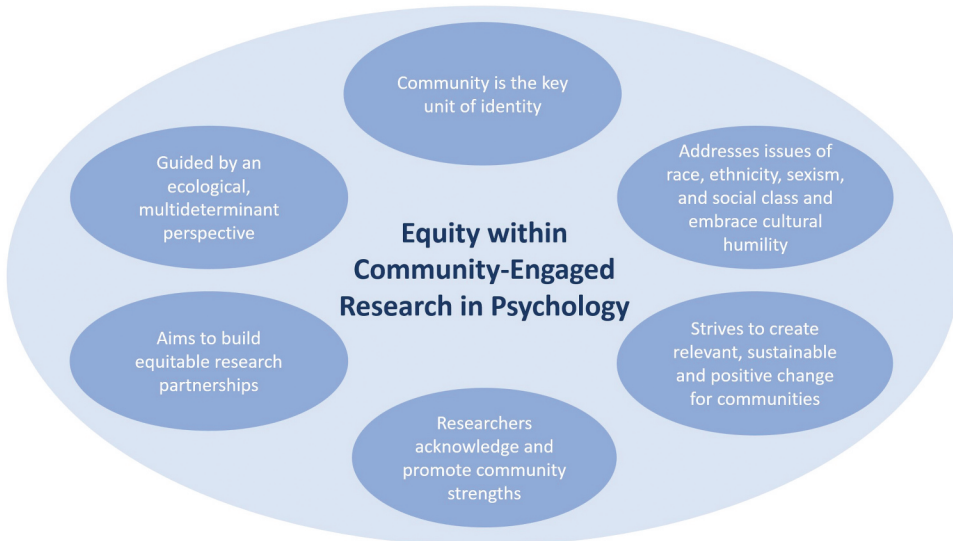 Community is the key
unit of identity
Guided by an
ecological,
multideterminant
perspective
Addresses issues of
race, ethnicity, sexism,
and social class and
embrace cultural
humility
Equity within
Community-Engaged
Research in Psychology
Aims to build
equitable research
partnerships
Strives to create
relevant, sustainable
and positive change
for communities
Researchers
acknowledge and
promote community
strengths